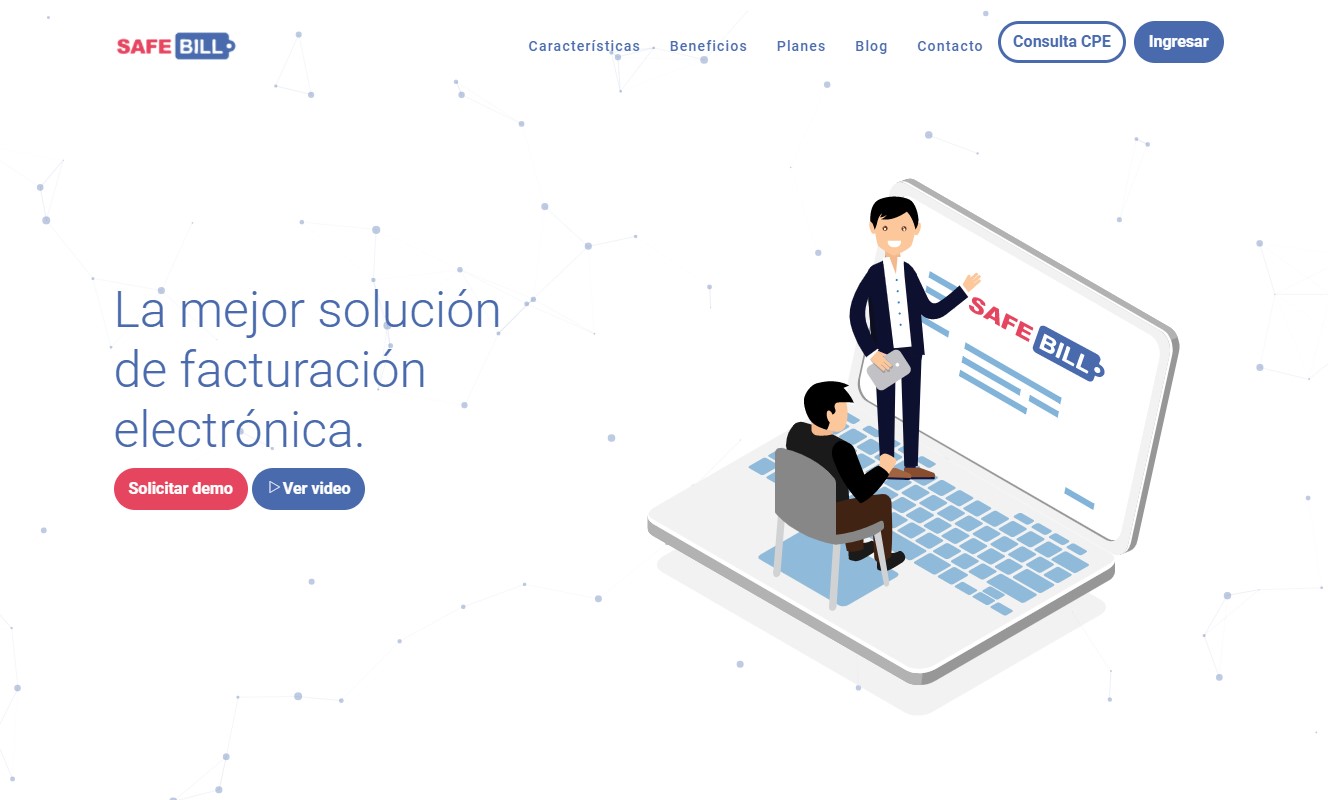 SAFE BILL
Características Beneficios Planes Blog Contacto Consulta CPE Ingresar
La mejor solución
de facturación
electrónica.
Solicitar demo Ver video
SAFE BILL